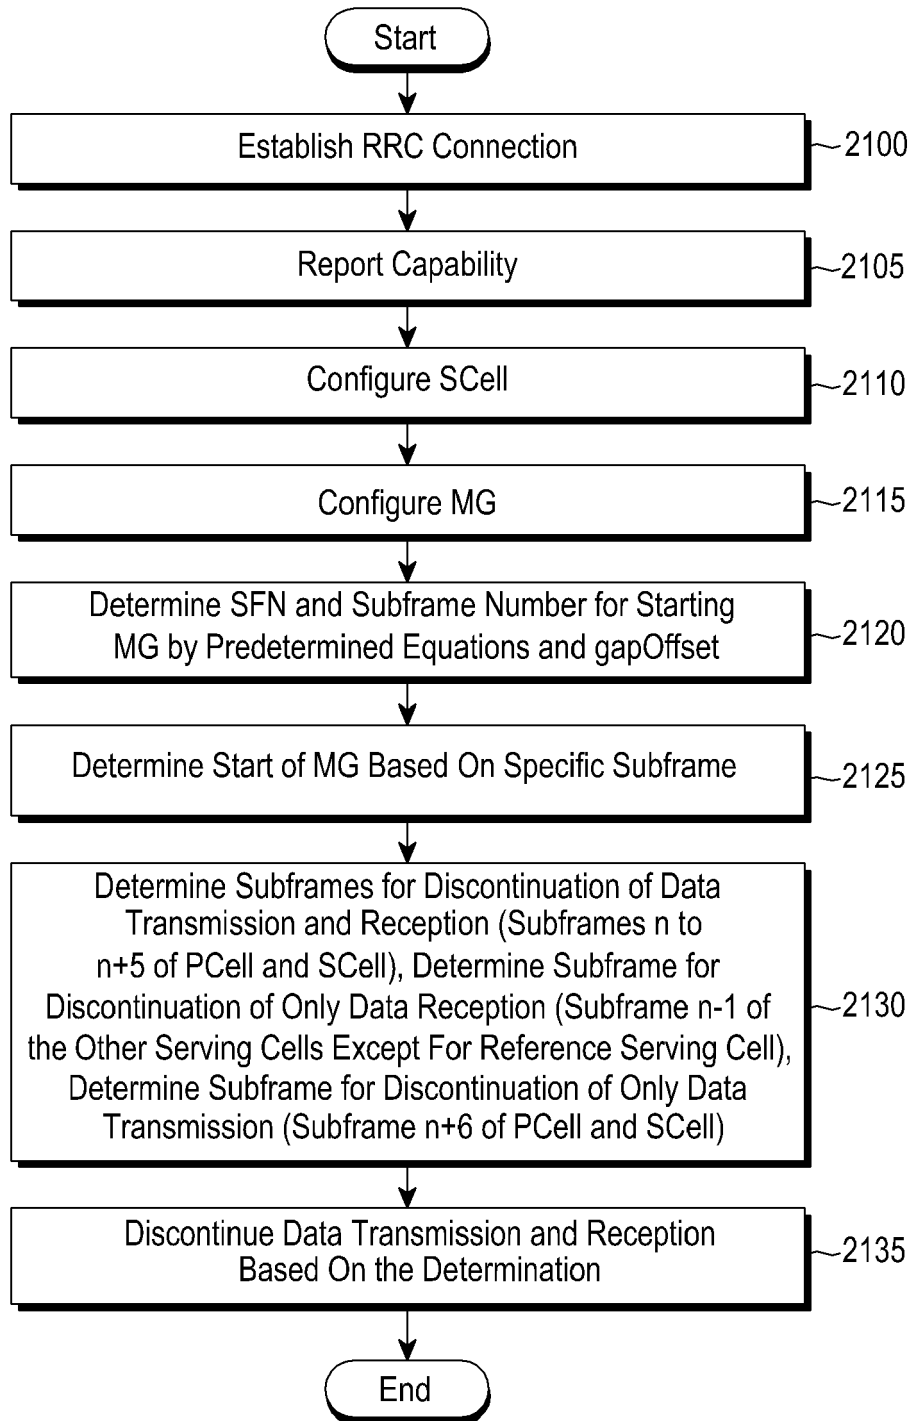 Start
Establish RRC Connection
2100
Report Capability
2105
Configure SCell
2110
Configure MG
2115
Determine SFN and Subframe Number for Starting
MG by Predetermined Equations and gapOffset
2120
Determine Start of MG Based On Specific Subframe
2125
Determine Subframes for Discontinuation of Data
Transmission and Reception (Subframes n to
n+5 of PCell and SCell), Determine Subframe for
Discontinuation of Only Data Reception (Subframe n-1 of
the Other Serving Cells Except For Reference Serving Cell),
Determine Subframe for Discontinuation of Only Data
Transmission (Subframe n+6 of PCell and SCell)
2130
Discontinue Data Transmission and Reception
Based On the Determination
2135
End